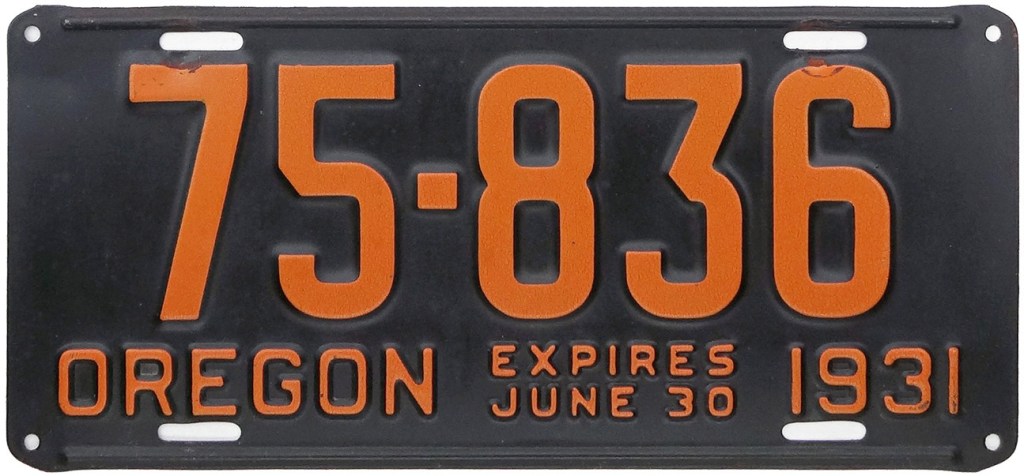 75-836
OREGON EXPIRES JUNE 30 1931